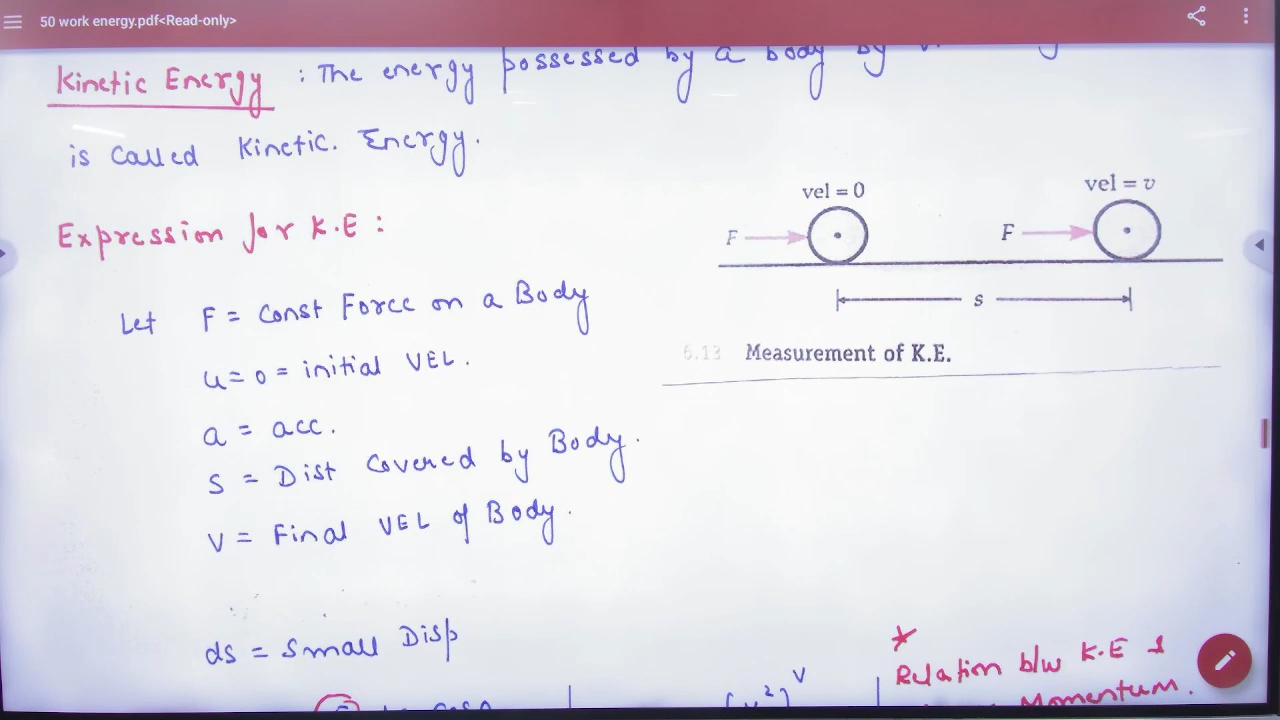 50 work energy.pdf<Read-only>
Kinetic Energy : The energy possessed by a body by
is Called Kinetic. Energy.
Expression for K.E :
vel = 0
vel = v
F
F
s
6.13 Measurement of K.E.
Let F = Const Force on a Body
u = 0 = initial VEL.
a = acc.
S = Dist Covered by Body.
V = Final VEL of Body.
ds = Small Disp
*
Relation b/w K.E &
Momentum.